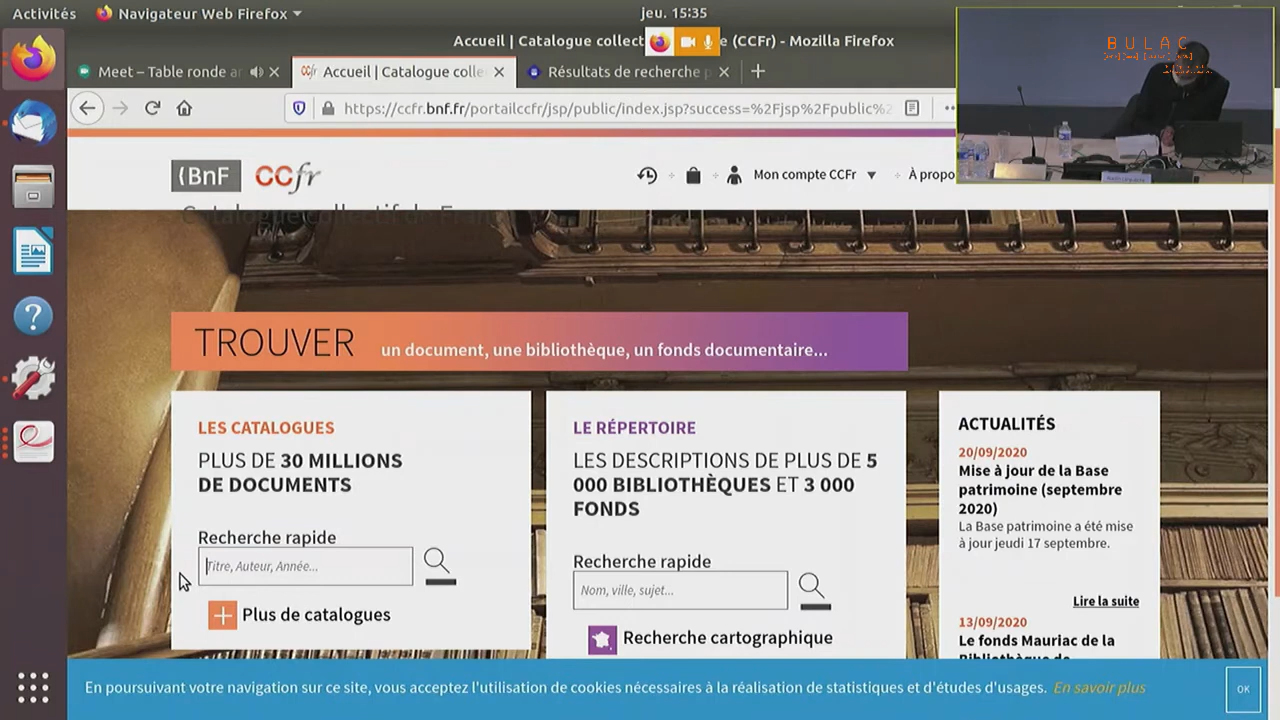 Activités
Navigateur Web Firefox
jeu. 15:35
Accueil | Catalogue collect
e (CCFr) - Mozilla Firefox
Meet – Table ronde ar
Accueil | Catalogue colle
Résultats de recherche p
https://ccfr.bnf.fr/portailccfr/jsp/public/index.jsp?success=%2Fjsp%2Fpublic%2
BULAC
(BnF CCfr
Mon compte CCFr
À propo
Catalogue collectif de Fran
TROUVER un document, une bibliothèque, un fonds documentaire...
LES CATALOGUES
PLUS DE 30 MILLIONS
DE DOCUMENTS
Recherche rapide
Titre, Auteur, Année...
Plus de catalogues
LE RÉPERTOIRE
LES DESCRIPTIONS DE PLUS DE 5
000 BIBLIOTHÈQUES ET 3 000
FONDS
Recherche rapide
Nom, ville, sujet...
Recherche cartographique
ACTUALITÉS
20/09/2020
Mise à jour de la Base
patrimoine (septembre
2020)
La Base patrimoine a été mise
à jour jeudi 17 septembre.
Lire la suite
13/09/2020
Le fonds Mauriac de la
Bibliothèque de
En poursuivant votre navigation sur ce site, vous acceptez l'utilisation de cookies nécessaires à la réalisation de statistiques et d'études d'usages. En savoir plus
OK